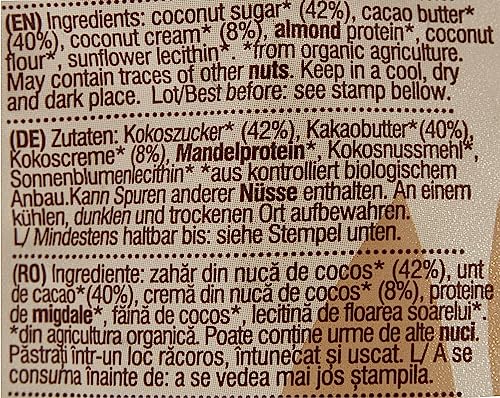 (EN) Ingredients: coconut sugar* (42%), cacao butter*
(40%), coconut cream* (8%), almond protein*, coconut
flour*, sunflower lecithin*. *from organic agriculture.
May contain traces of other nuts. Keep in a cool, dry
and dark place. Lot/Best before: see stamp bellow.
(DE) Zutaten: Kokoszucker* (42%), Kakaobutter*(40%),
Kokoscreme* (8%), Mandelprotein*, Kokosnussmehl*,
Sonnenblumenlecithin* *aus kontrolliert biologischem
Anbau.Kann Spuren anderer Nüsse enthalten. An einem
kühlen, dunklen und trockenen Ort aufbewahren.
L/ Mindestens haltbar bis: siehe Stempel unten.
(RO) Ingrediente: zahăr din nucă de cocos* (42%), unt
de cacao*(40%), cremă din nucă de cocos* (8%), proteine
de migdale*, făină de cocos*, lecitină de floarea soarelui*.
*din agricultura organică. Poate conține urme de alte nuci.
Păstrați într-un loc răcoros, întunecat și uscat. L/ A se
consuma înainte de: a se vedea mai jos ștampila.